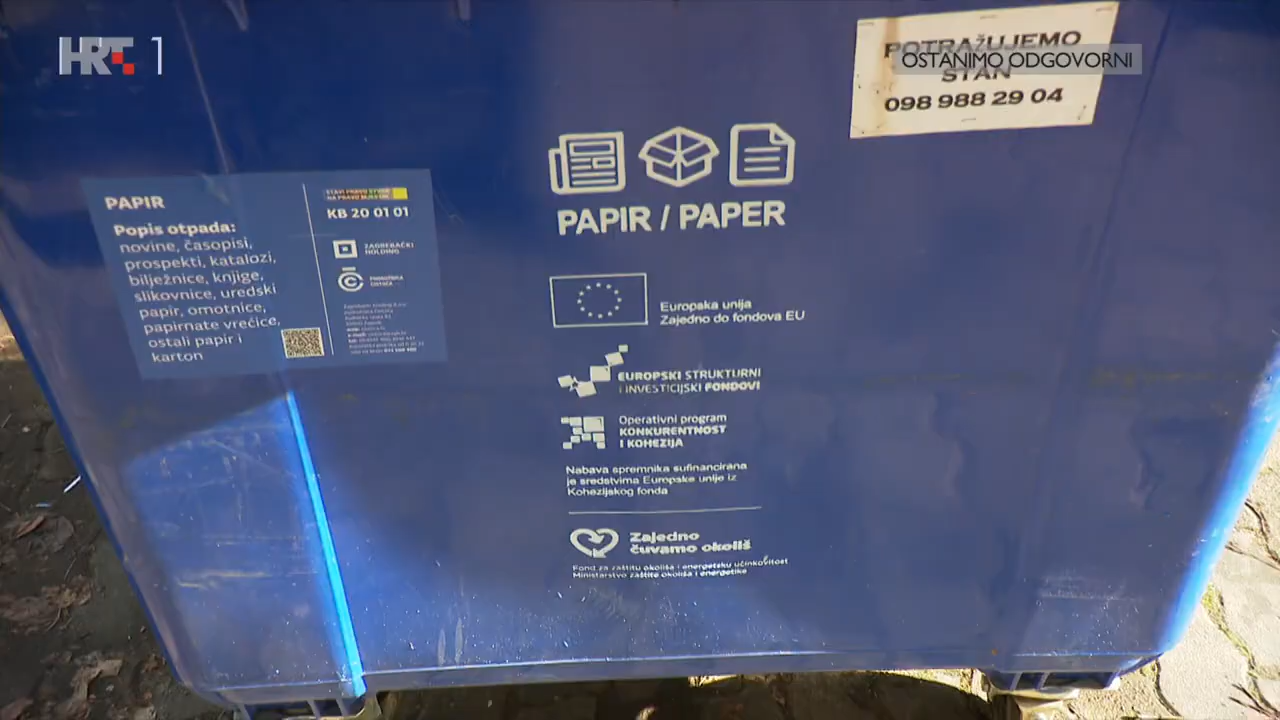 HRT 1
POTRAŽUJEMO
STAN
098 988 29 04
OSTANIMO ODGOVORNI
PAPIR
Popis otpada:
novine, časopisi,
prospekti, katalozi,
bilježnice, knjige,
slikovnice, uredski
papir, omotnice,
papirnate vrećice,
ostali papir i
karton
KB 20 01 01
ZAGREBAČKI
HOLDING
PAPIR / PAPER
Europska unija
Zajedno do fondova EU
EUROPSKI STRUKTURNI
I INVESTICIJSKI FONDOVI
Operativni program
KONKURENTNOST
I KOHEZIJA
Nabava spremnika sufinancirana
je sredstvima Europske unije iz
Kohezijskog fonda
Zajedno
čuvamo okoliš
Fond za zaštitu okoliša i energetsku učinkovitost
Ministarstvo zaštite okoliša i energetike